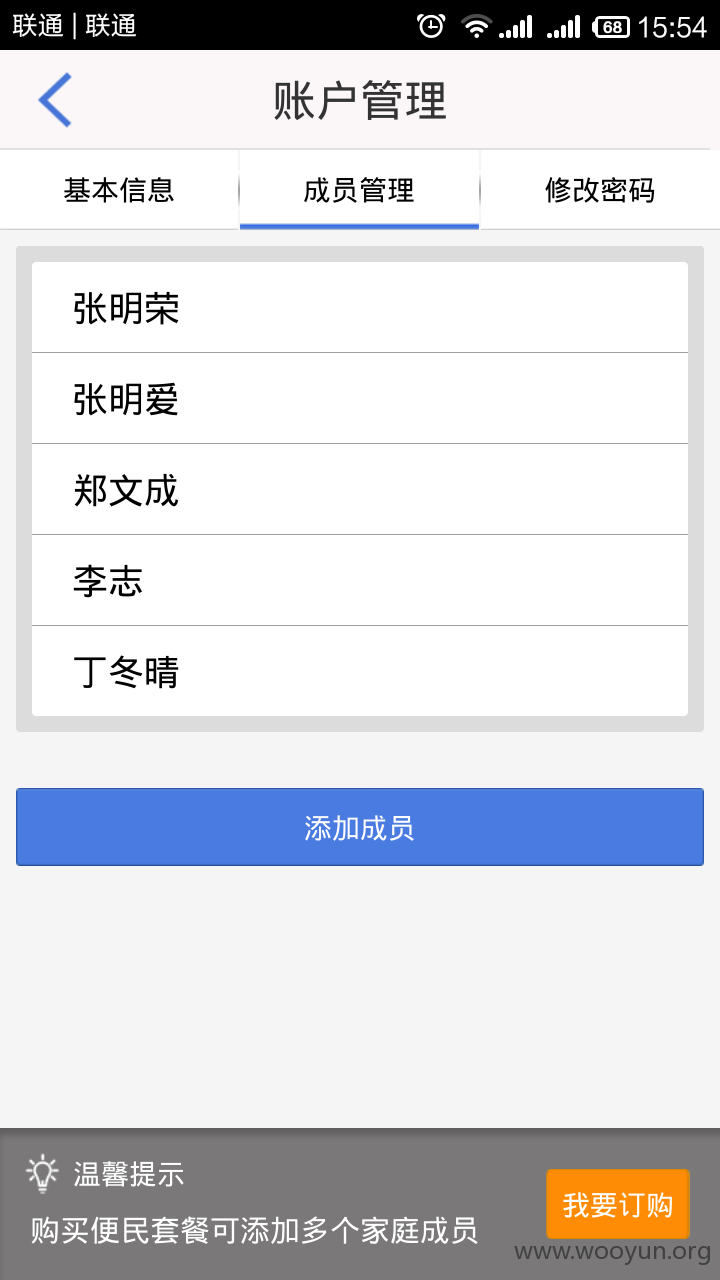 联通 | 联通 68 15:54
账户管理
基本信息 成员管理 修改密码
张明荣
张明爱
郑文成
李志
丁冬晴
添加成员
温馨提示
购买便民套餐可添加多个家庭成员
我要订购
www.wooyun.org